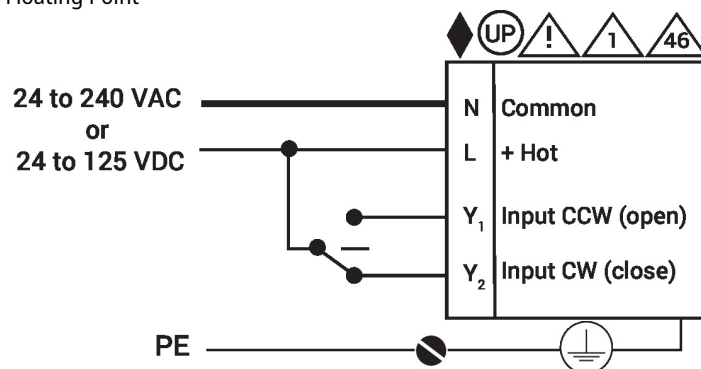 Floating Point
UP ! 1 46
24 to 240 VAC
or
24 to 125 VDC
N Common
L + Hot
Y1 Input CCW (open)
Y2 Input CW (close)
PE